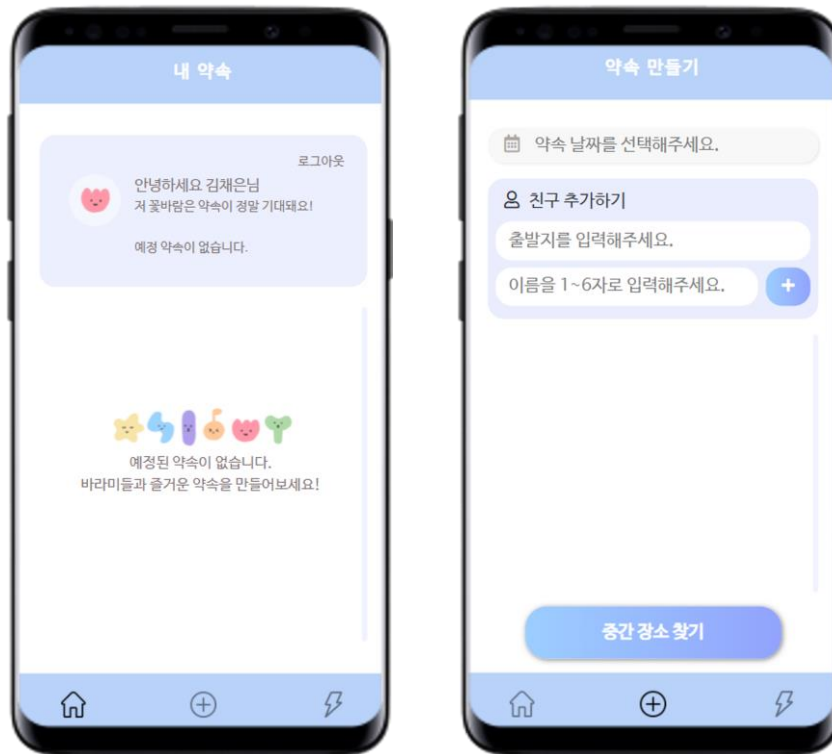 내 약속
로그아웃
안녕하세요 김채은님
저 꽃바람은 약속이 정말 기대돼요!
예정 약속이 없습니다.
예정된 약속이 없습니다.
바라미들과 즐거운 약속을 만들어보세요!
약속 만들기
약속 날짜를 선택해주세요.
친구 추가하기
출발지를 입력해주세요.
이름을 1~6자로 입력해주세요.
+
중간 장소 찾기